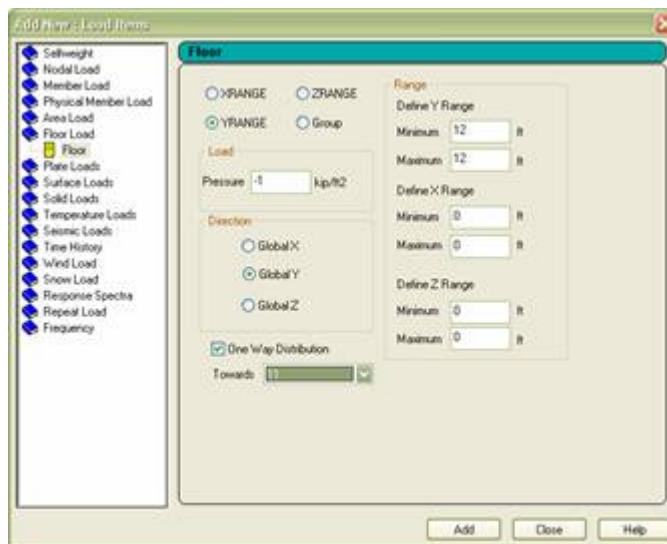 Add New : Load Items
Selfweight
Nodal Load
Member Load
Physical Member Load
Area Load
Floor Load
Floor
Plate Loads
Surface Loads
Solid Loads
Temperature Loads
Seismic Loads
Time History
Wind Load
Snow Load
Response Spectra
Repeat Load
Frequency
Floor
XRANGE ZRANGE
YRANGE Group
Load
Pressure -1 kip/ft2
Direction
Global X
Global Y
Global Z
One Way Distribution
Towards
Range
Define Y Range
Minimum 12 ft
Maximum 12 ft
Define X Range
Minimum 0 ft
Maximum 0 ft
Define Z Range
Minimum 0 ft
Maximum 0 ft
Add Close Help